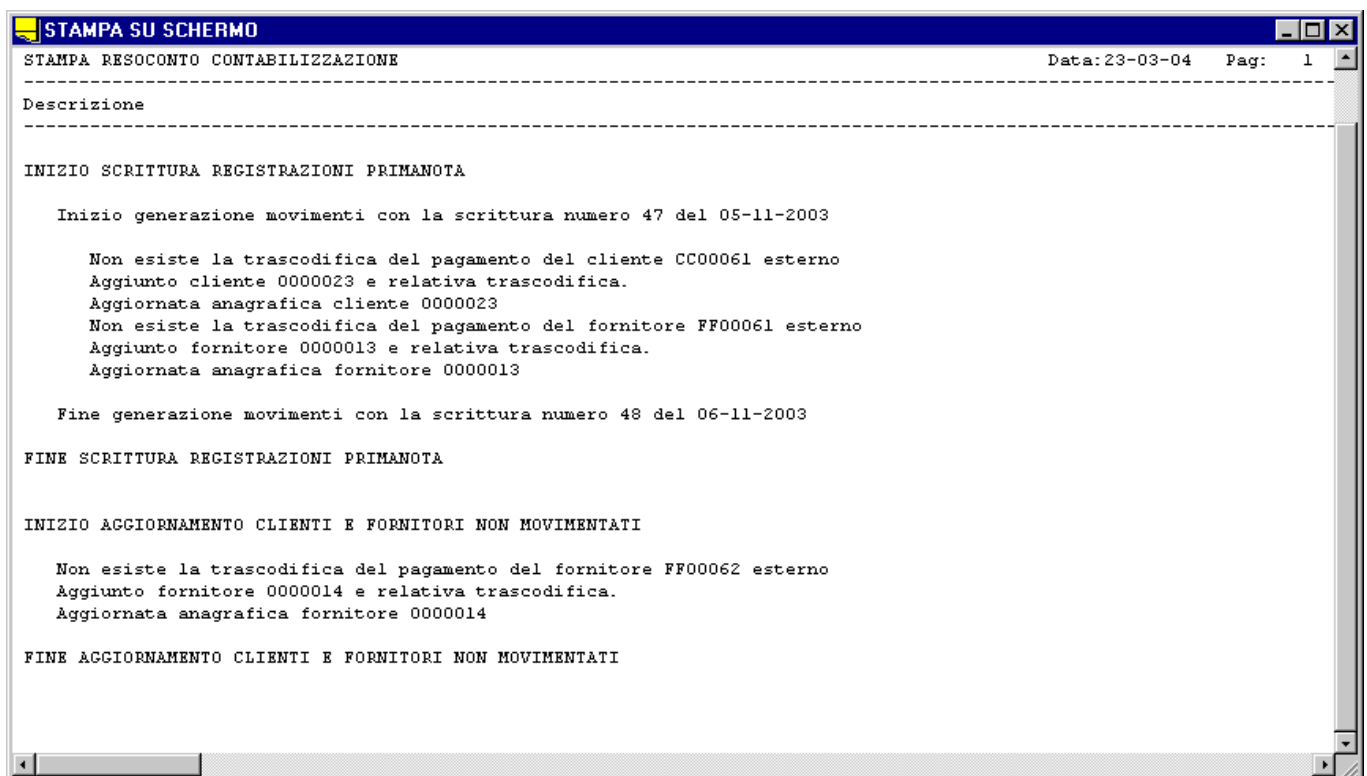 STAMPA SU SCHERMO
STAMPA RESOCONTO CONTABILIZZAZIONE Data:23-03-04 Pag: 1
Descrizione
INIZIO SCRITTURA REGISTRAZIONI PRIMANOTA
Inizio generazione movimenti con la scrittura numero 47 del 05-11-2003
Non esiste la trascodifica del pagamento del cliente CC00061 esterno
Aggiunto cliente 0000023 e relativa trascodifica.
Aggiornata anagrafica cliente 0000023
Non esiste la trascodifica del pagamento del fornitore FF00061 esterno
Aggiunto fornitore 0000013 e relativa trascodifica.
Aggiornata anagrafica fornitore 0000013
Fine generazione movimenti con la scrittura numero 48 del 06-11-2003
FINE SCRITTURA REGISTRAZIONI PRIMANOTA
INIZIO AGGIORNAMENTO CLIENTI E FORNITORI NON MOVIMENTATI
Non esiste la trascodifica del pagamento del fornitore FF00062 esterno
Aggiunto fornitore 0000014 e relativa trascodifica.
Aggiornata anagrafica fornitore 0000014
FINE AGGIORNAMENTO CLIENTI E FORNITORI NON MOVIMENTATI